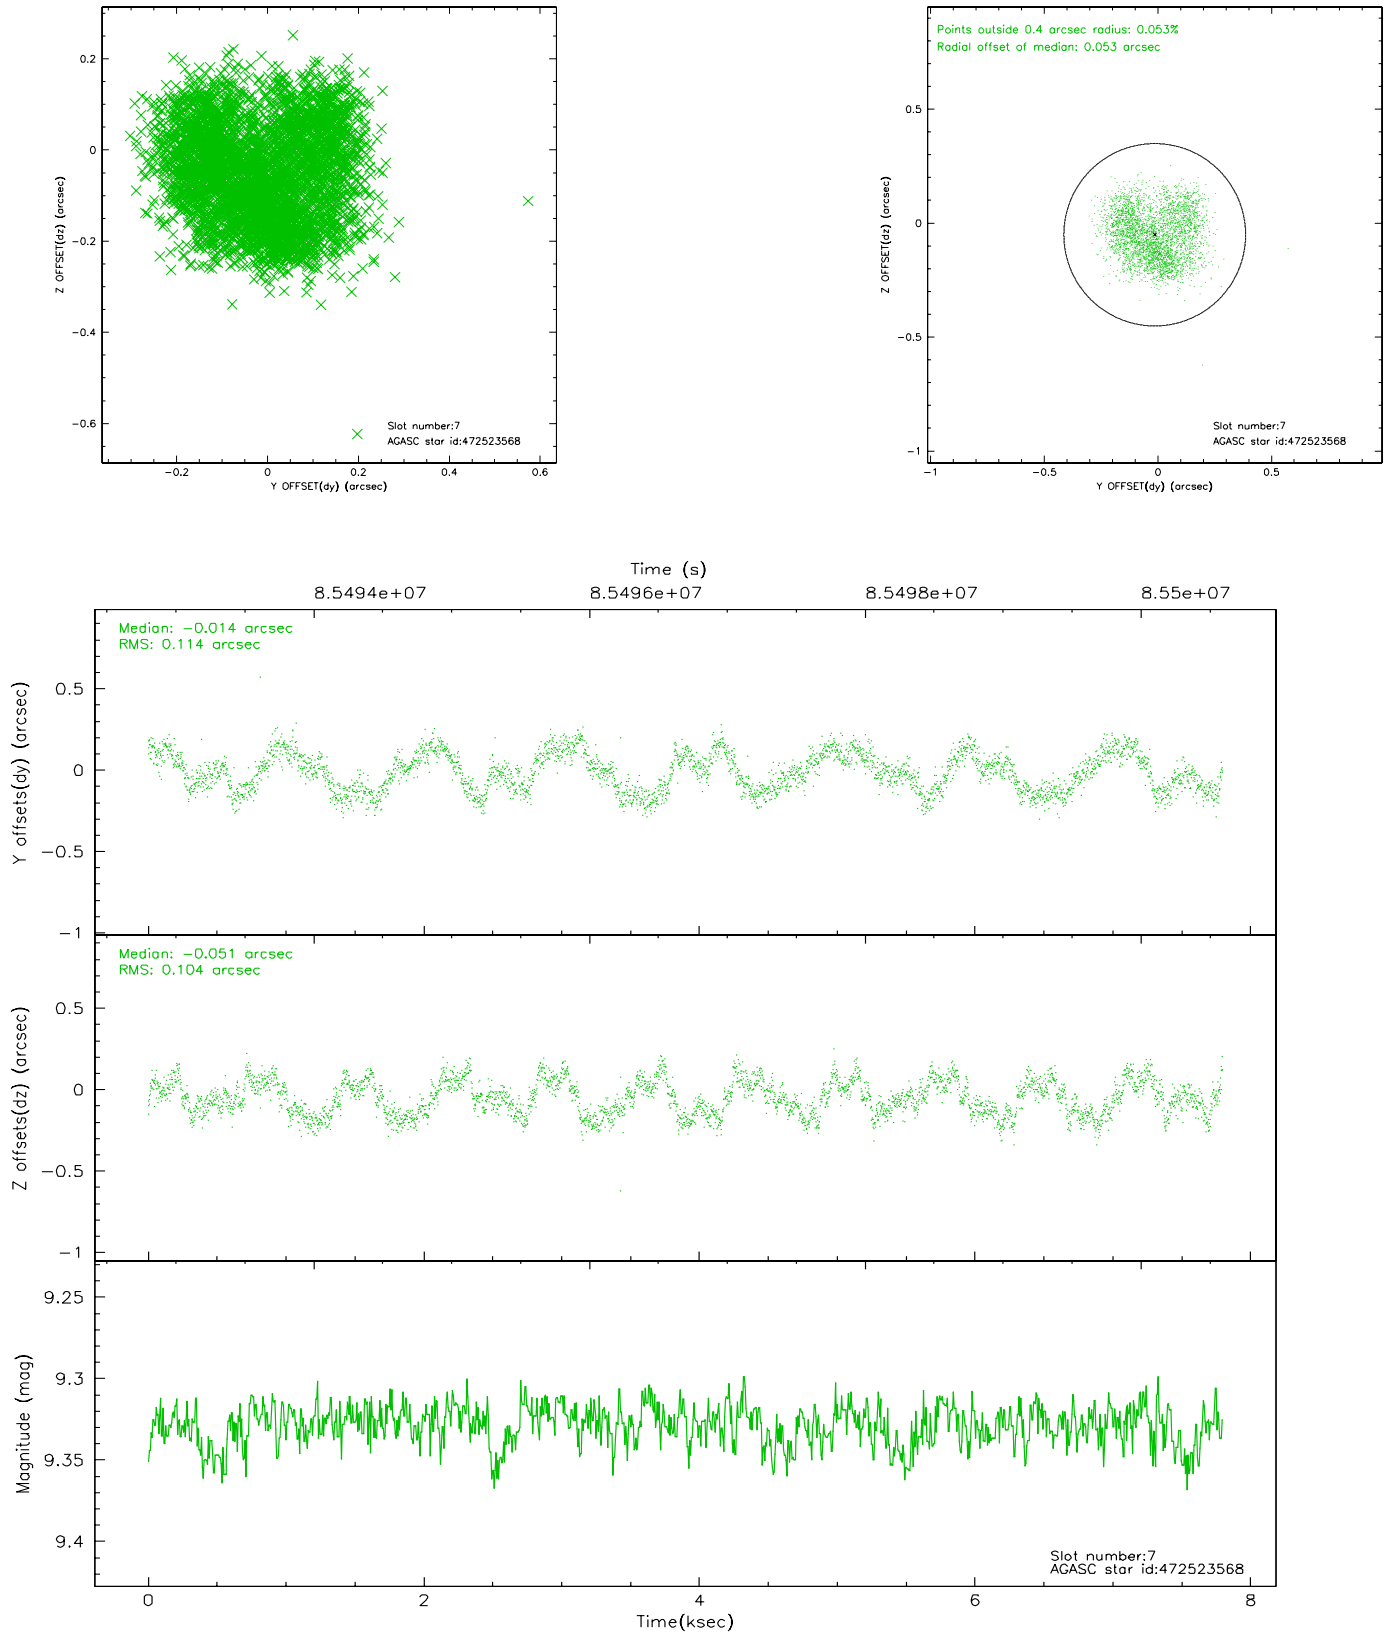 0.2
0
−0.2
−0.4
−0.6
Z OFFSET(dz) (arcsec)
Slot number:7
AGASC star id:472523568
−0.2 0 0.2 0.4 0.6
Y OFFSET(dy) (arcsec)
Points outside 0.4 arcsec radius: 0.053%
Radial offset of median: 0.053 arcsec
0.5
0
−0.5
−1
Z OFFSET(dz) (arcsec)
Slot number:7
AGASC star id:472523568
−1 −0.5 0 0.5
Y OFFSET(dy) (arcsec)
Time (s)
8.5494e+07 8.5496e+07 8.5498e+07 8.55e+07
Median: −0.014 arcsec
RMS: 0.114 arcsec
0.5
0
−0.5
−1
Y offsets(dy) (arcsec)
Median: −0.051 arcsec
RMS: 0.104 arcsec
0.5
0
−0.5
−1
Z offsets(dz) (arcsec)
9.25
9.3
9.35
9.4
Magnitude (mag)
Slot number:7
AGASC star id:472523568
0 2 4 6 8
Time(ksec)